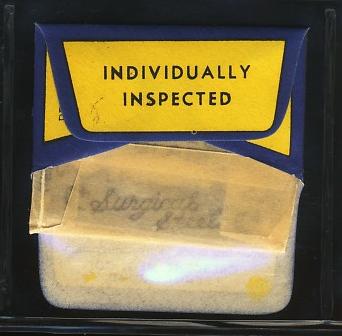 INDIVIDUALLY
INSPECTED
Surgical
Steel